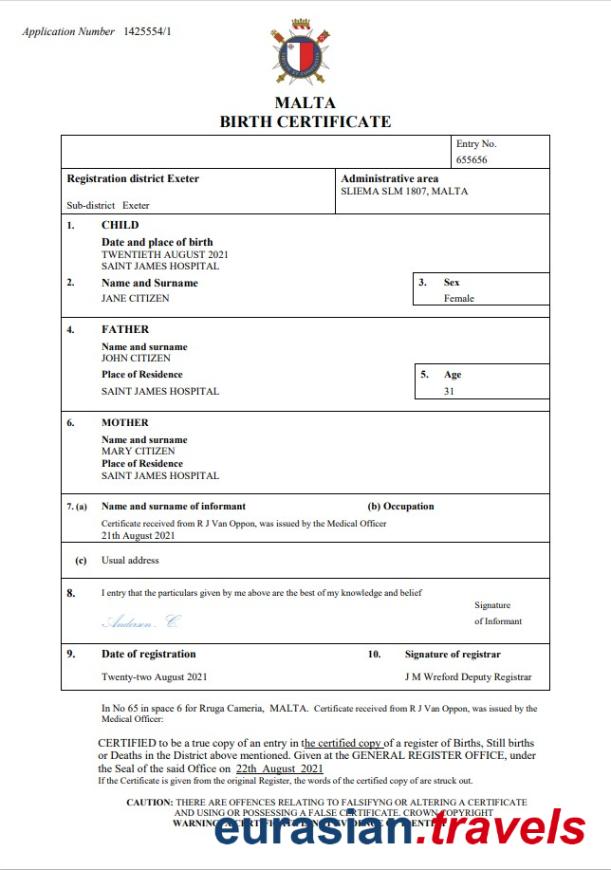 Application Number 1425554/1
MALTA
BIRTH CERTIFICATE
Entry No.
655656
Registration district Exeter
Sub-district Exeter
Administrative area
SLIEMA SLM 1807, MALTA
1. CHILD
Date and place of birth
TWENTIETH AUGUST 2021
SAINT JAMES HOSPITAL
2. Name and Surname
JANE CITIZEN
3. Sex
Female
4. FATHER
Name and surname
JOHN CITIZEN
Place of Residence
SAINT JAMES HOSPITAL
5. Age
31
6. MOTHER
Name and surname
MARY CITIZEN
Place of Residence
SAINT JAMES HOSPITAL
7. (a) Name and surname of informant (b) Occupation
Certificate received from R J Van Oppon, was issued by the Medical Officer
21th August 2021
(c) Usual address
8. I entry that the particulars given by me above are the best of my knowledge and belief
Anderson. C
Signature
of Informant
9. Date of registration
Twenty-two August 2021
10. Signature of registrar
J M Wreford Deputy Registrar
In No 65 in space 6 for Rruga Cameria, MALTA. Certificate received from R J Van Oppon, was issued by the
Medical Officer:
CERTIFIED to be a true copy of an entry in the certified copy of a register of Births, Still births
or Deaths in the District above mentioned. Given at the GENERAL REGISTER OFFICE, under
the Seal of the said Office on 22th August 2021
If the Certificate is given from the original Register, the words of the certified copy of are struck out.
CAUTION: THERE ARE OFFENCES RELATING TO FALSIFYNG OR ALTERING A CERTIFICATE
AND USING OR POSSESSING A FALSE CERTIFICATE. CROWN COPYRIGHT
eurasian.travels